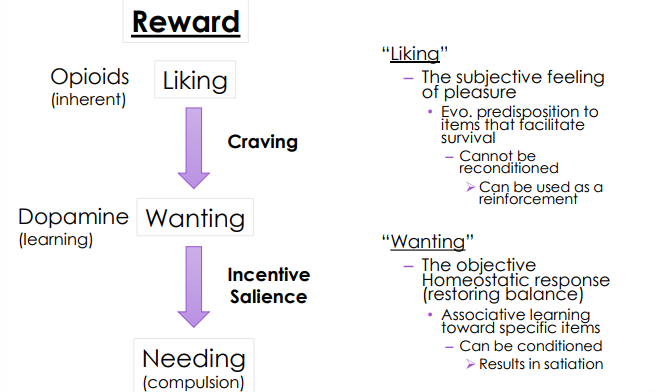 Reward
Opioids
(inherent)
Liking
Craving
Dopamine
(learning)
Wanting
Incentive
Salience
Needing
(compulsion)
“Liking”
– The subjective feeling
of pleasure
• Evo. predisposition to
items that facilitate
survival
– Cannot be
reconditioned
➢ Can be used as a
reinforcement
“Wanting”
– The objective
Homeostatic response
(restoring balance)
• Associative learning
toward specific items
– Can be conditioned
➢ Results in satiation